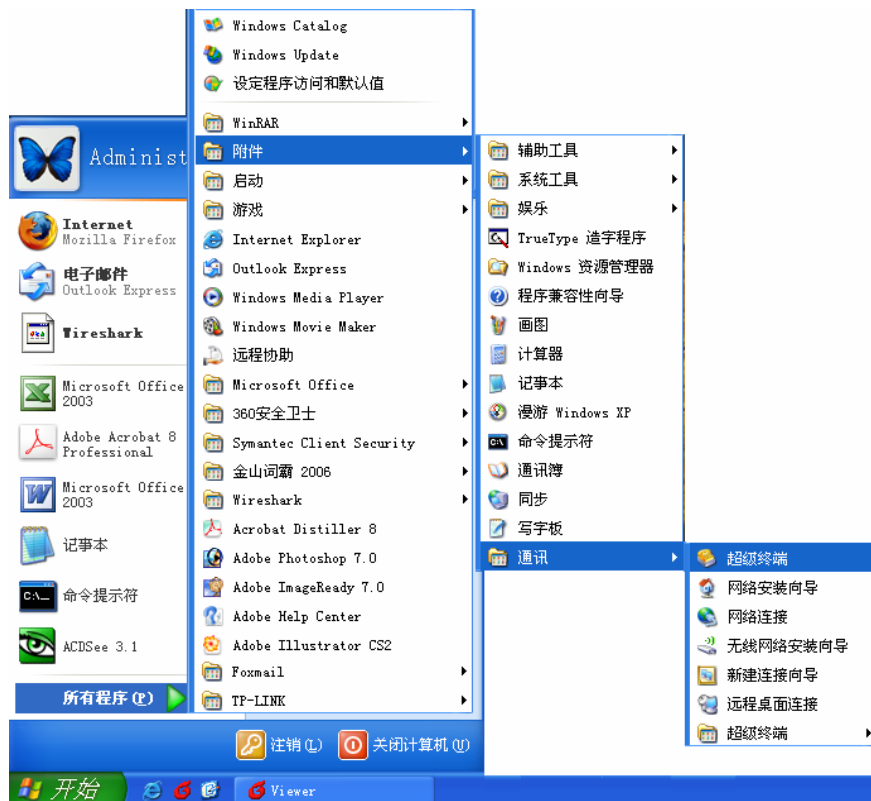 Administ
Internet
Mozilla Firefox
电子邮件
Outlook Express
Wireshark
Microsoft Office
2003
Adobe Acrobat 8
Professional
Microsoft Office
2003
记事本
命令提示符
ACDSee 3.1
所有程序(P)
Windows Catalog
Windows Update
设定程序访问和默认值
WinRAR
附件
启动
游戏
Internet Explorer
Outlook Express
Windows Media Player
Windows Movie Maker
远程协助
Microsoft Office
360安全卫士
Symantec Client Security
金山词霸 2006
Wireshark
Acrobat Distiller 8
Adobe Photoshop 7.0
Adobe ImageReady 7.0
Adobe Help Center
Adobe Illustrator CS2
Foxmail
TP-LINK
辅助工具
系统工具
娱乐
TrueType 造字程序
Windows 资源管理器
程序兼容性向导
画图
计算器
记事本
漫游 Windows XP
命令提示符
通讯簿
同步
写字板
通讯
超级终端
网络安装向导
网络连接
无线网络安装向导
新建连接向导
远程桌面连接
超级终端
注销(L)
关闭计算机(U)
开始
Viewer